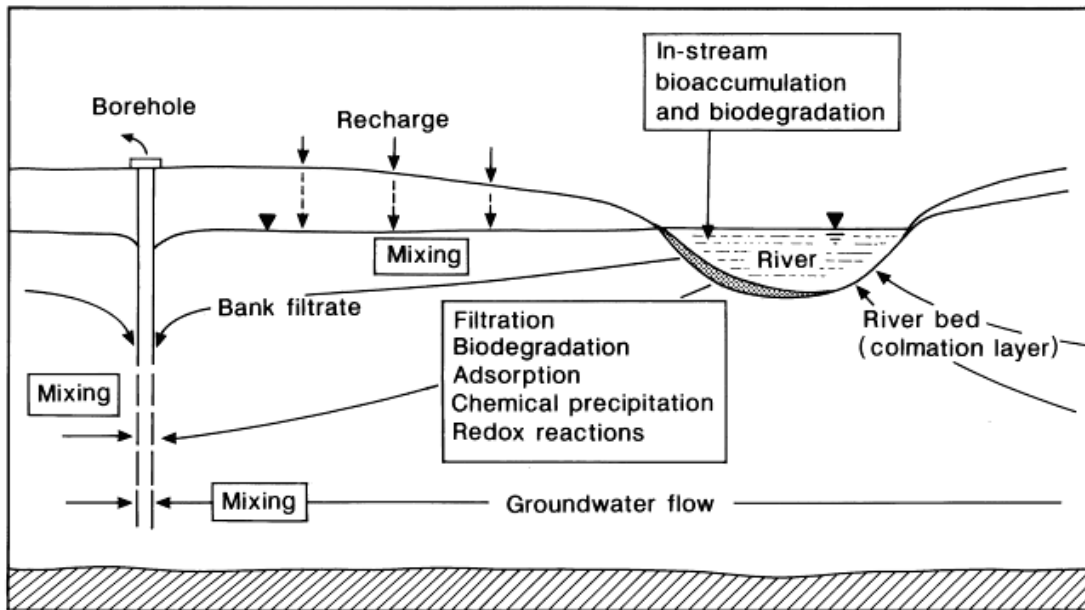 In-stream
bioaccumulation
and biodegradation
Borehole
Recharge
Mixing
River
Bank filtrate
Filtration
Biodegradation
Adsorption
Chemical precipitation
Redox reactions
River bed
(colmation layer)
Mixing
Mixing
Groundwater flow